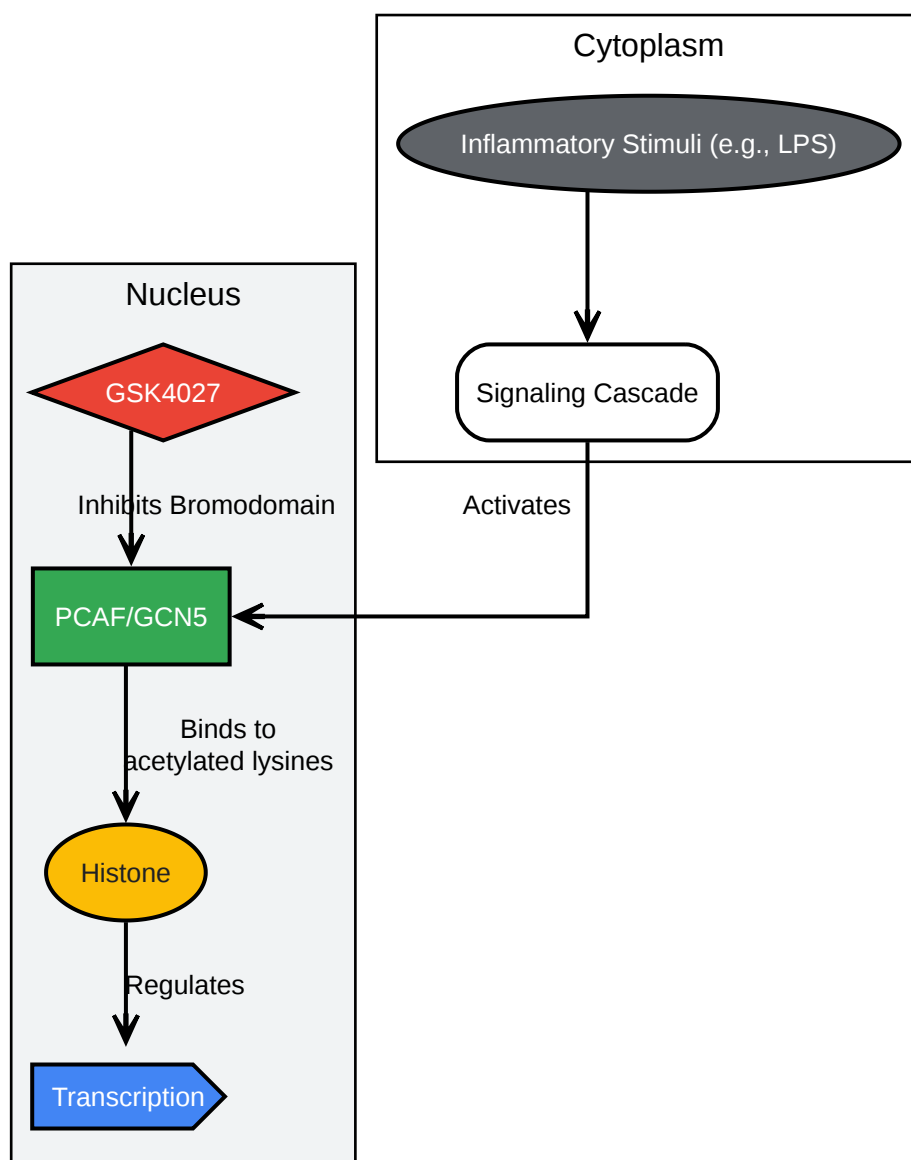 Cytoplasm
Inflammatory Stimuli (e.g., LPS)
Nucleus
GSK4027
Signaling Cascade
Inhibits Bromodomain
Activates
PCAF/GCN5
Binds to
acetylated lysines
Histone
Regulates
Transcription